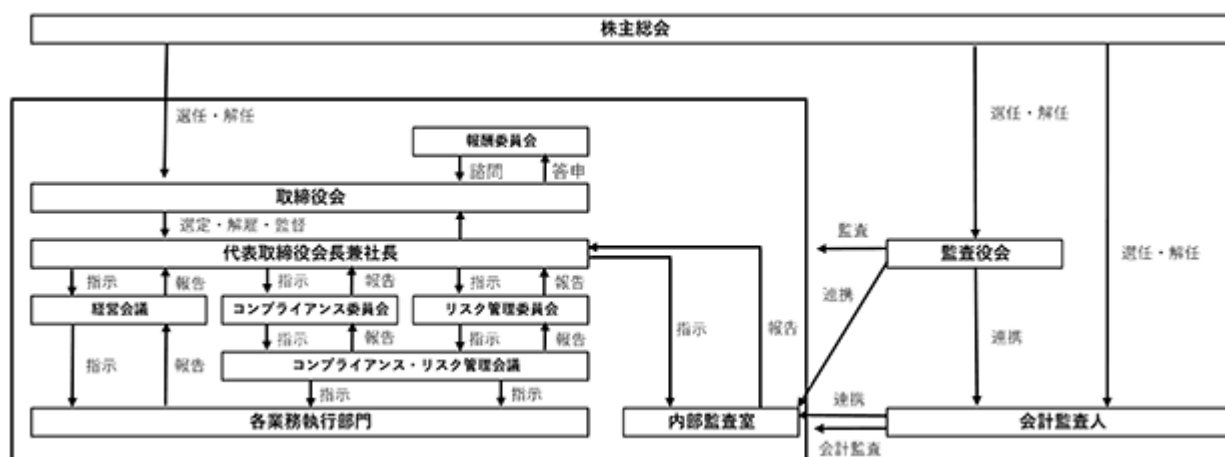 株主総会
選任・解任
選任・解任
報酬委員会
諮問
答申
取締役会
選定・解雇・監督
監査
代表取締役会長兼社長
監査役会
選任・解任
指示
報告
指示
報告
指示
報告
連携
経営会議
コンプライアンス委員会
リスク管理委員会
指示
報告
指示
報告
指示
報告
指示
報告
連携
コンプライアンス・リスク管理会議
指示
指示
連携
各業務執行部門
内部監査室
会計監査人
会計監査